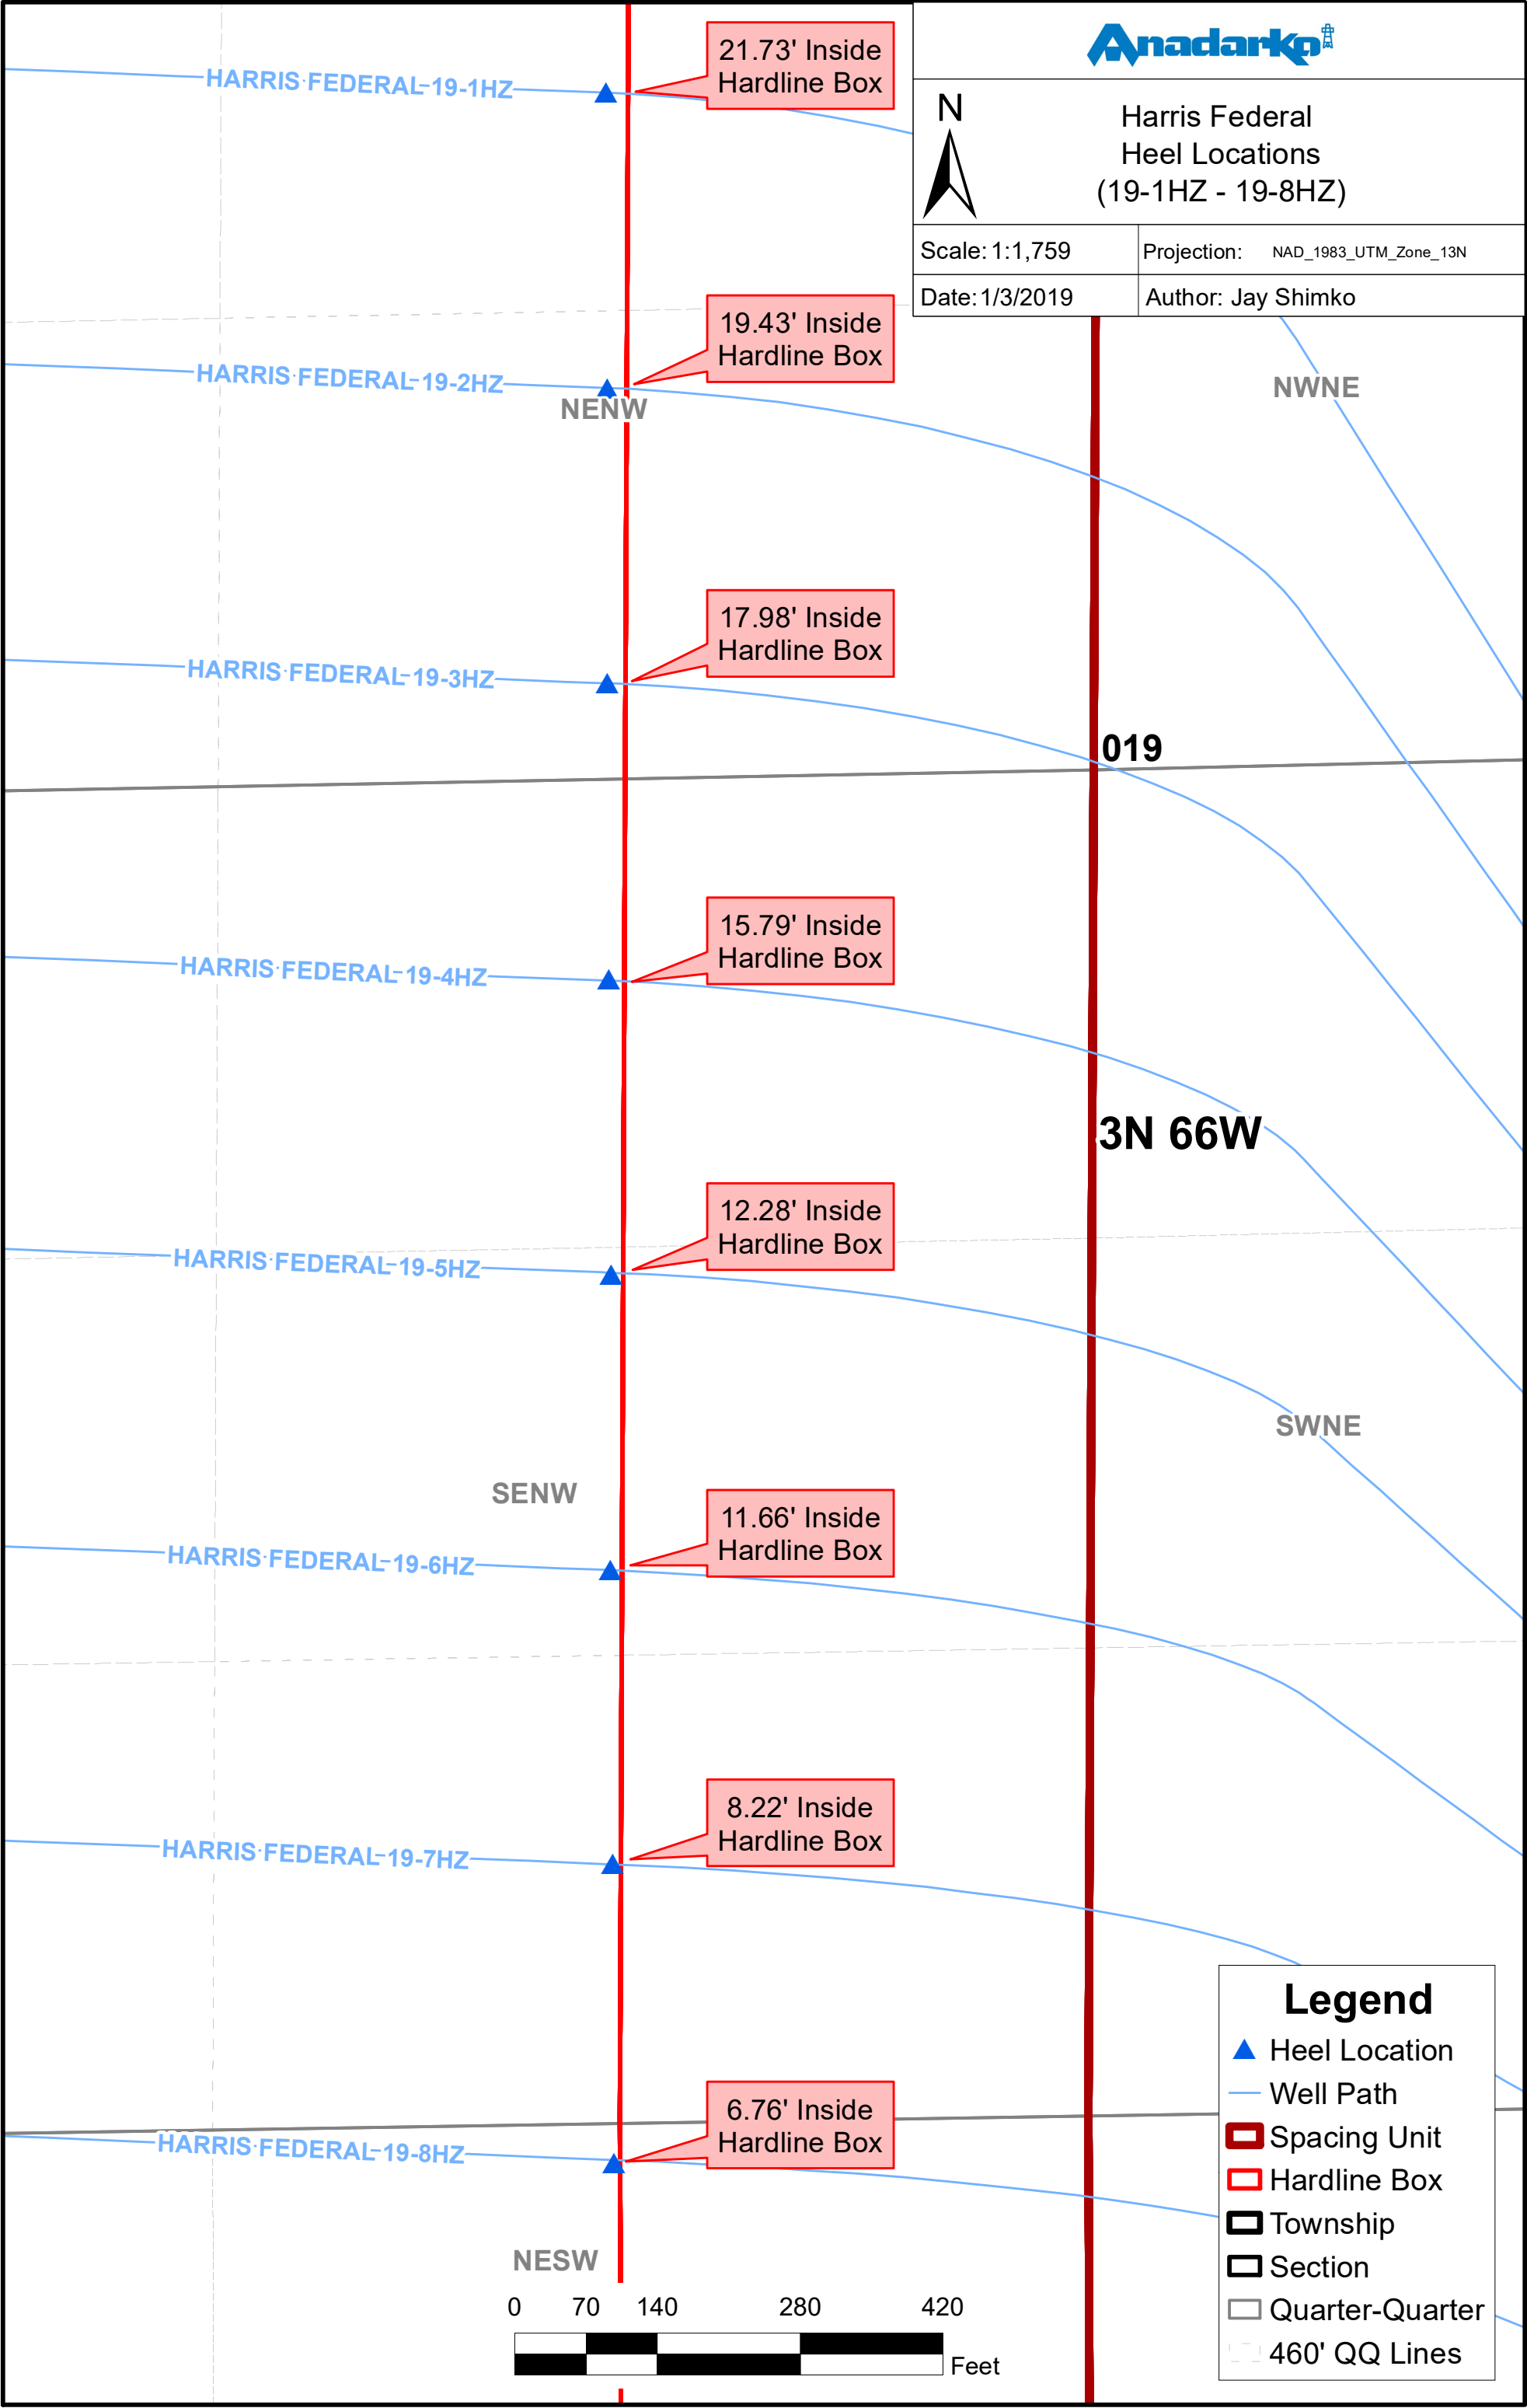 Anadarko
N
Harris Federal
Heel Locations
(19-1HZ - 19-8HZ)
Scale: 1:1,759
Projection: NAD_1983_UTM_Zone_13N
Date: 1/3/2019
Author: Jay Shimko
HARRIS FEDERAL 19-1HZ
21.73' Inside
Hardline Box
19.43' Inside
Hardline Box
HARRIS FEDERAL 19-2HZ
NENW
NWNE
17.98' Inside
Hardline Box
HARRIS FEDERAL 19-3HZ
019
15.79' Inside
Hardline Box
HARRIS FEDERAL 19-4HZ
3N 66W
12.28' Inside
Hardline Box
HARRIS FEDERAL 19-5HZ
SWNE
SENW
11.66' Inside
Hardline Box
HARRIS FEDERAL 19-6HZ
8.22' Inside
Hardline Box
HARRIS FEDERAL 19-7HZ
6.76' Inside
Hardline Box
HARRIS FEDERAL 19-8HZ
NESW
0 70 140 280 420
Feet
Legend
Heel Location
Well Path
Spacing Unit
Hardline Box
Township
Section
Quarter-Quarter
460' QQ Lines